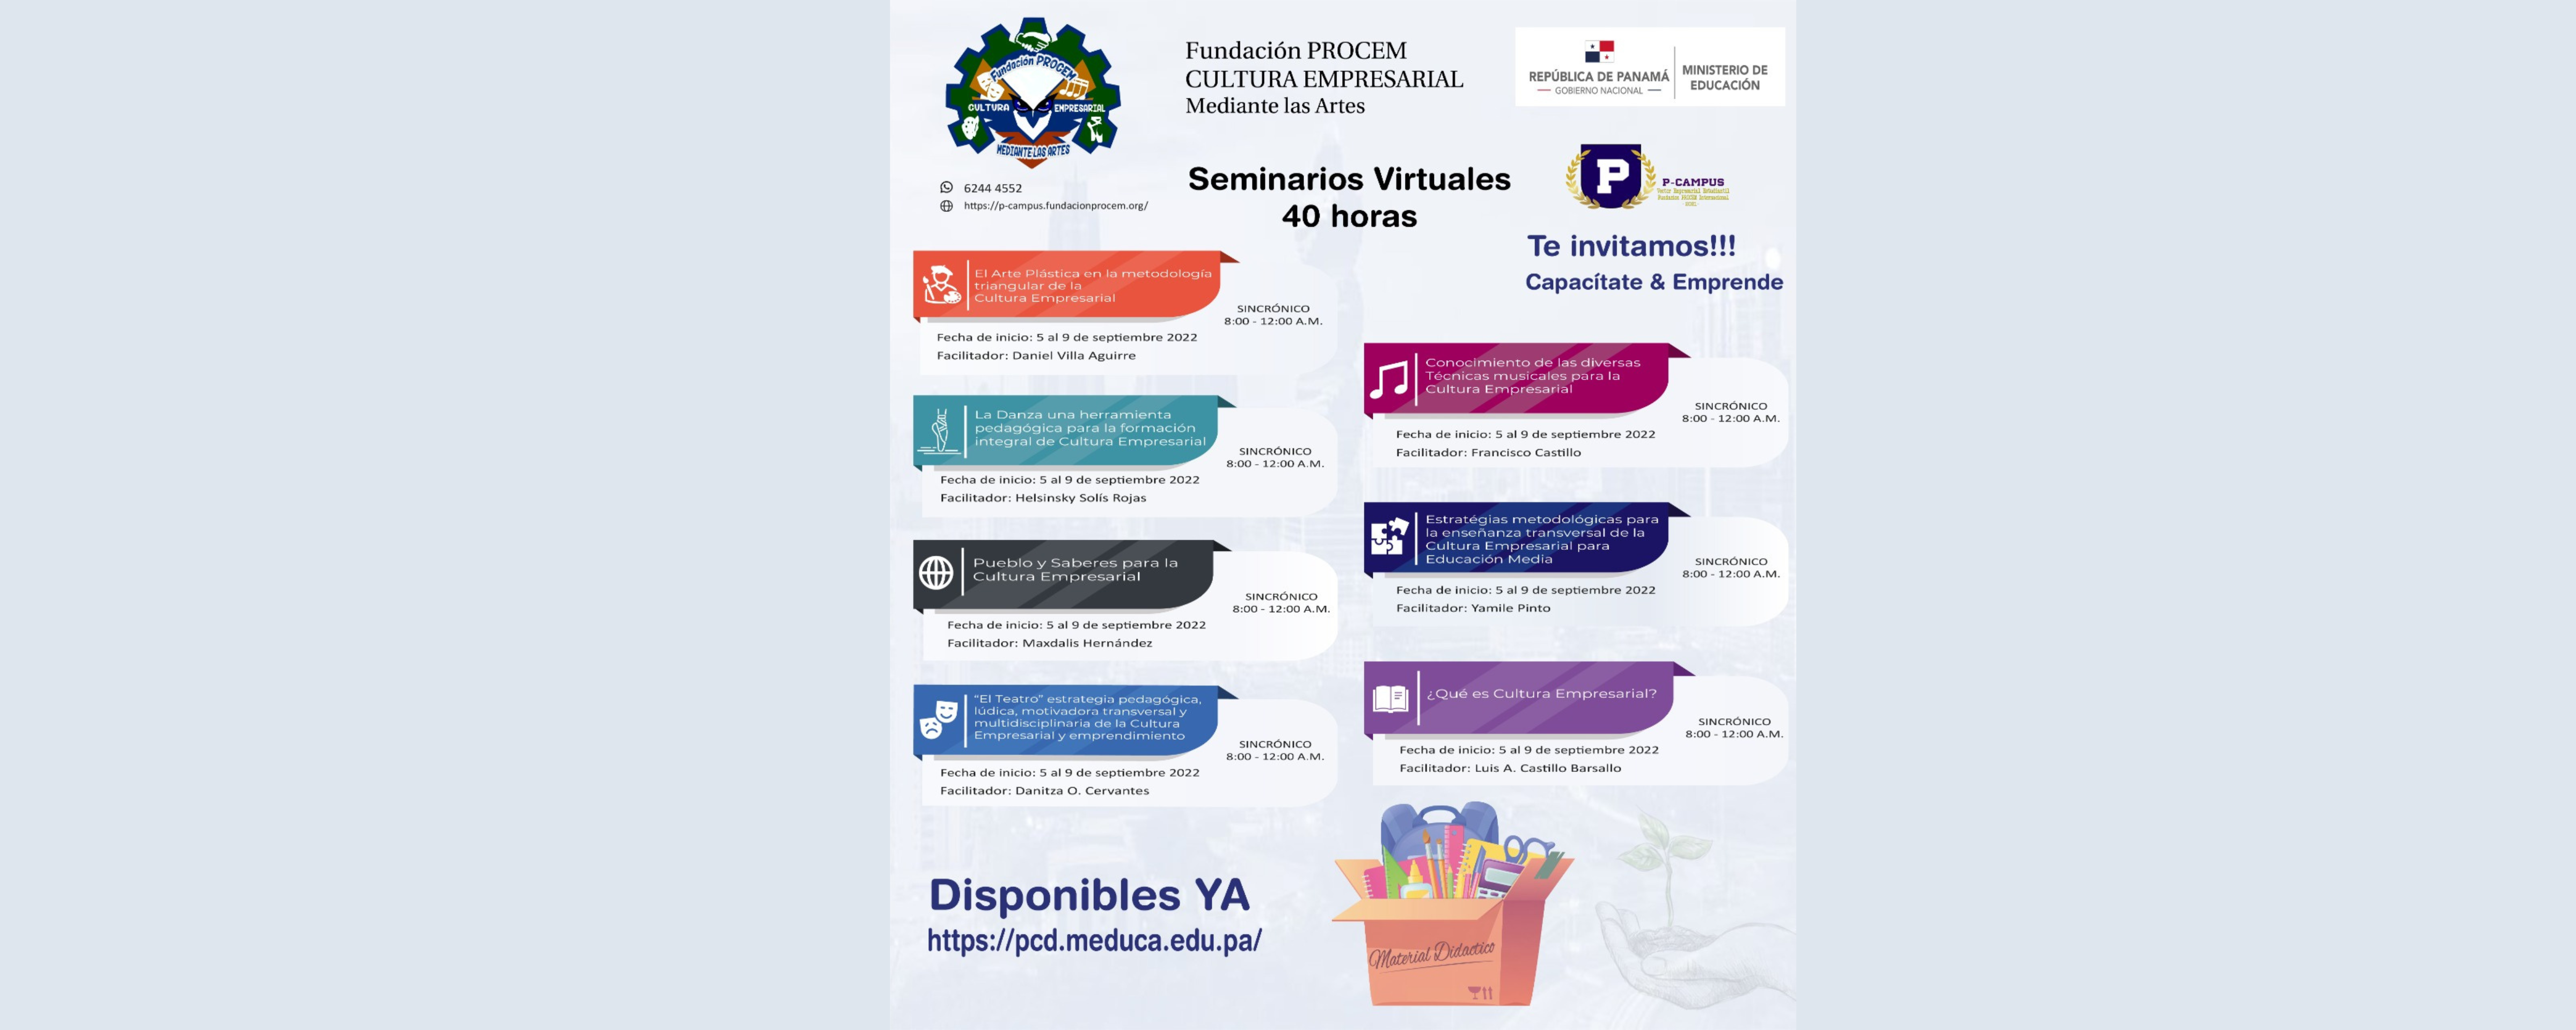 Fundación PROCEM
CULTURA EMPRESARIAL
MEDIANTE LAS ARTES
6244 4552
https://p-campus.fundacionprocem.org/
Fundación PROCEM
CULTURA EMPRESARIAL
Mediante las Artes
REPÚBLICA DE PANAMÁ
GOBIERNO NACIONAL
MINISTERIO DE
EDUCACIÓN
Seminarios Virtuales
40 horas
P
P-CAMPUS
Te invitamos!!!
Capacítate & Emprende
El Arte Plástica en la metodología
triangular de la
Cultura Empresarial
SINCRÓNICO
8:00 - 12:00 A.M.
Fecha de inicio: 5 al 9 de septiembre 2022
Facilitador: Daniel Villa Aguirre
La Danza una herramienta
pedagógica para la formación
integral de Cultura Empresarial
SINCRÓNICO
8:00 - 12:00 A.M.
Fecha de inicio: 5 al 9 de septiembre 2022
Facilitador: Helsinsky Solís Rojas
Pueblo y Saberes para la
Cultura Empresarial
SINCRÓNICO
8:00 - 12:00 A.M.
Fecha de inicio: 5 al 9 de septiembre 2022
Facilitador: Maxdalis Hernández
"El Teatro" estrategia pedagógica,
lúdica, motivadora transversal y
multidisciplinaria de la Cultura
Empresarial y emprendimiento
SINCRÓNICO
8:00 - 12:00 A.M.
Fecha de inicio: 5 al 9 de septiembre 2022
Facilitador: Danitza O. Cervantes
Conocimiento de las diversas
Técnicas musicales para la
Cultura Empresarial
SINCRÓNICO
8:00 - 12:00 A.M.
Fecha de inicio: 5 al 9 de septiembre 2022
Facilitador: Francisco Castillo
Estratégias metodológicas para
la enseñanza transversal de la
Cultura Empresarial para
Educación Media
SINCRÓNICO
8:00 - 12:00 A.M.
Fecha de inicio: 5 al 9 de septiembre 2022
Facilitador: Yamile Pinto
¿Qué es Cultura Empresarial?
SINCRÓNICO
8:00 - 12:00 A.M.
Fecha de inicio: 5 al 9 de septiembre 2022
Facilitador: Luis A. Castillo Barsallo
Disponibles YA
https://pcd.meduca.edu.pa/
Material Didactico